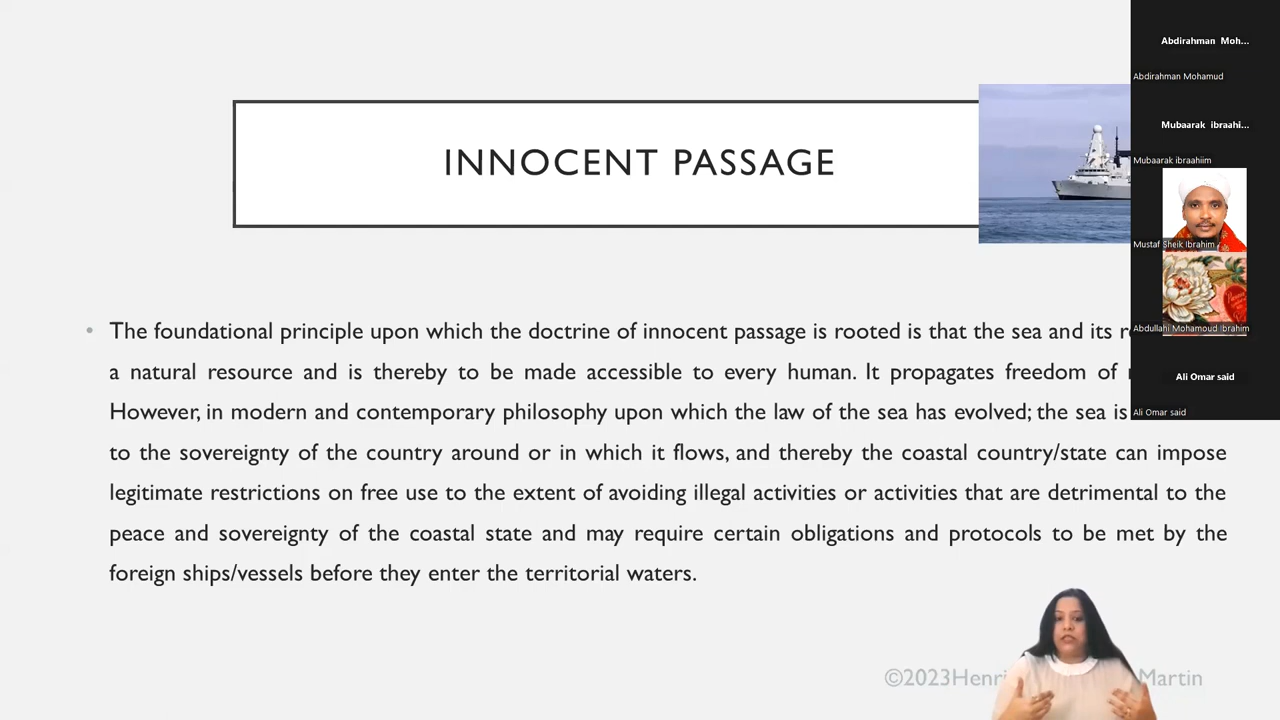 INNOCENT PASSAGE
• The foundational principle upon which the doctrine of innocent passage is rooted is that the sea and its
a natural resource and is thereby to be made accessible to every human. It propagates freedom of
However, in modern and contemporary philosophy upon which the law of the sea has evolved; the sea is
to the sovereignty of the country around or in which it flows, and thereby the coastal country/state can impose
legitimate restrictions on free use to the extent of avoiding illegal activities or activities that are detrimental to the
peace and sovereignty of the coastal state and may require certain obligations and protocols to be met by the
foreign ships/vessels before they enter the territorial waters.
©2023Henri Martin
Abdirahman Moh...
Abdirahman Mohamud
Mubaarak ibraahi...
Mubaarak ibraahiim
Mustaf Sheik Ibrahim
Abdullahi Mohamoud Ibrahim
Ali Omar said
Ali Omar said